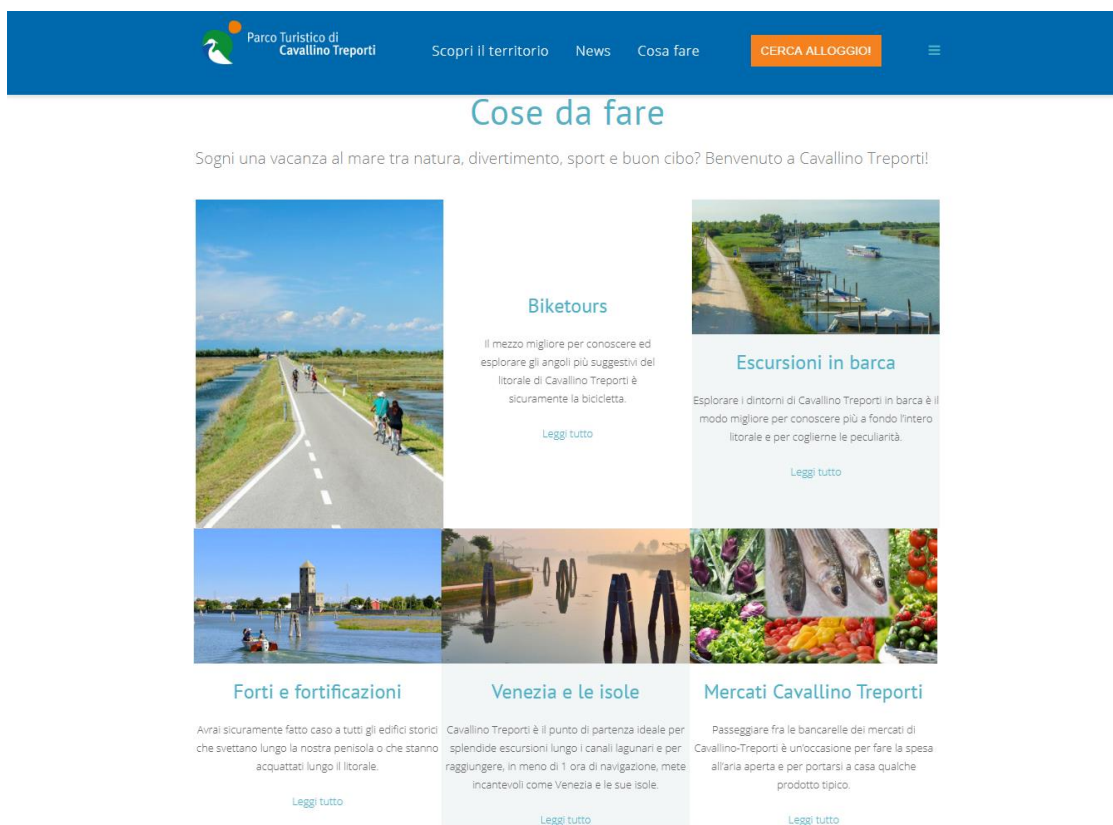 Parco Turistico di
Cavallino Treporti
Scopri il territorio News Cosa fare CERCA ALLOGGIO!
Cose da fare
Sogni una vacanza al mare tra natura, divertimento, sport e buon cibo? Benvenuto a Cavallino Treporti!
Biketours
Il mezzo migliore per conoscere ed
esplorare gli angoli più suggestivi del
litorale di Cavallino Treporti è
sicuramente la bicicletta.
Leggi tutto
Escursioni in barca
Esplorare i dintorni di Cavallino Treporti in barca è il
modo migliore per conoscere più a fondo l'intero
litorale e per coglierne le peculiarità.
Leggi tutto
Forti e fortificazioni
Avrai sicuramente fatto caso a tutti gli edifici storici
che svettano lungo la nostra penisola o che stanno
acquattati lungo il litorale.
Leggi tutto
Venezia e le isole
Cavallino Treporti è il punto di partenza ideale per
splendide escursioni lungo i canali lagunari e per
raggiungere, in meno di 1 ora di navigazione, mete
incantevoli come Venezia e le sue isole.
Leggi tutto
Mercati Cavallino Treporti
Passeggiare fra le bancarelle dei mercati di
Cavallino-Treporti è un'occasione per fare la spesa
all'aria aperta e per portarsi a casa qualche
prodotto tipico.
Leggi tutto